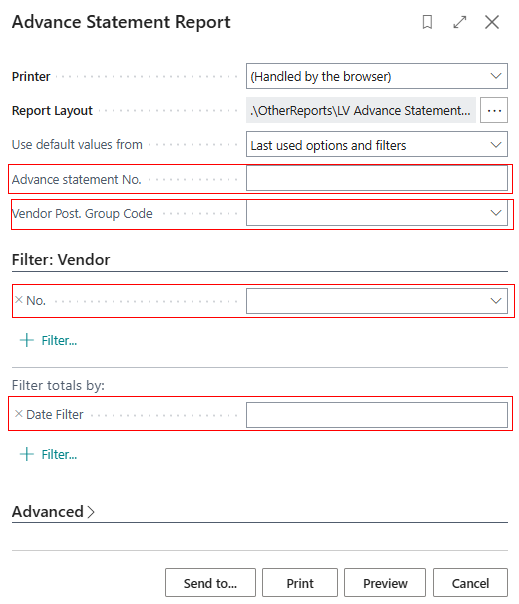 Advance Statement Report
Printer (Handled by the browser)
Report Layout .\OtherReports\LV Advance Statement... ...
Use default values from Last used options and filters
Advance statement No.
Vendor Post. Group Code
Filter: Vendor
× No.
+ Filter...
Filter totals by:
× Date Filter
+ Filter...
Advanced >
Send to... Print Preview Cancel